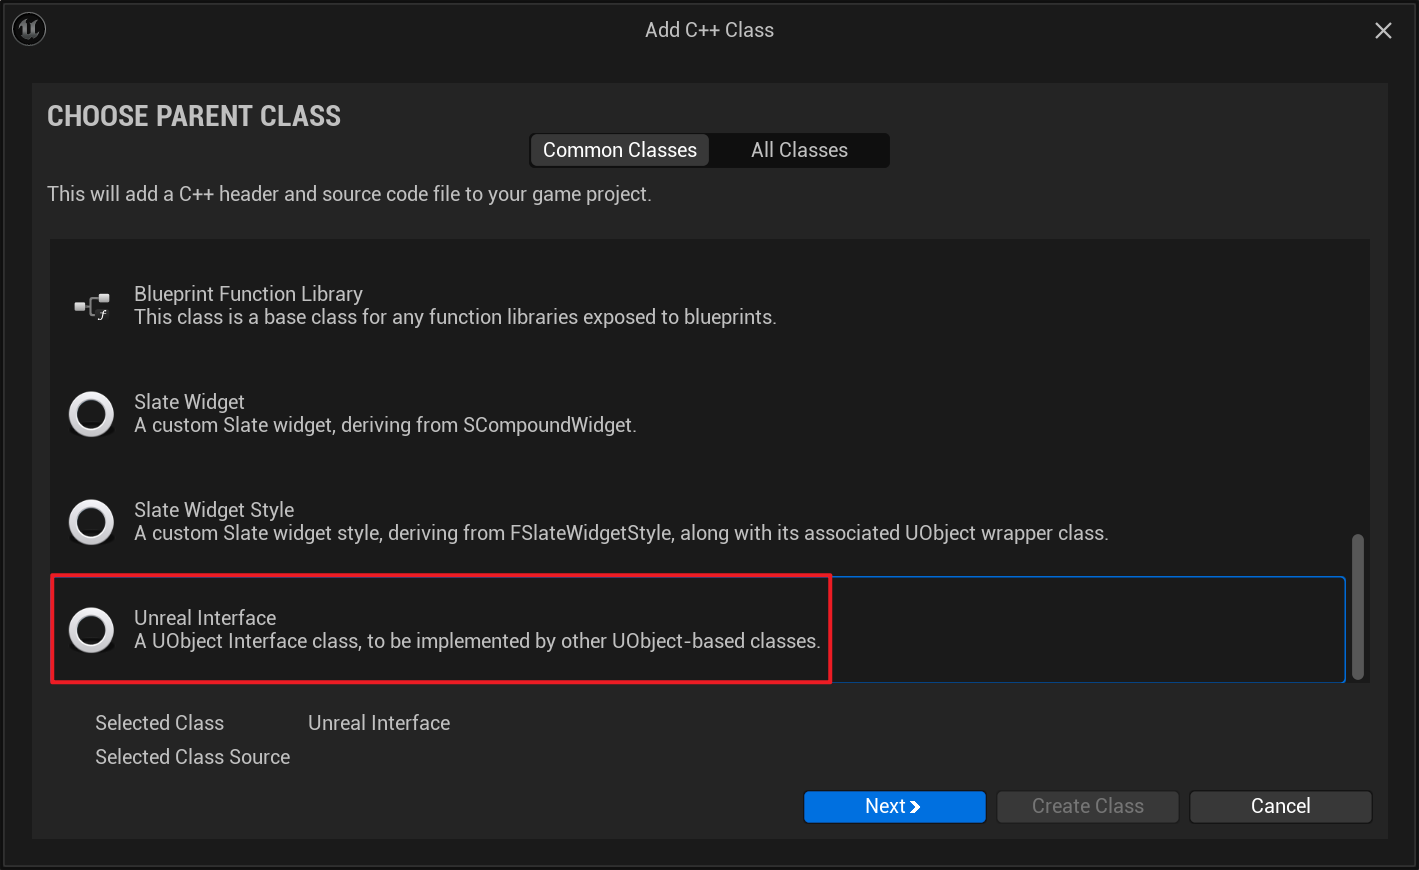 Add C++ Class
CHOOSE PARENT CLASS
Common Classes
All Classes
This will add a C++ header and source code file to your game project.
Blueprint Function Library
This class is a base class for any function libraries exposed to blueprints.
Slate Widget
A custom Slate widget, deriving from SCompoundWidget.
Slate Widget Style
A custom Slate widget style, deriving from FSlateWidgetStyle, along with its associated UObject wrapper class.
Unreal Interface
A UObject Interface class, to be implemented by other UObject-based classes.
Selected Class
Unreal Interface
Selected Class Source
Next
Create Class
Cancel